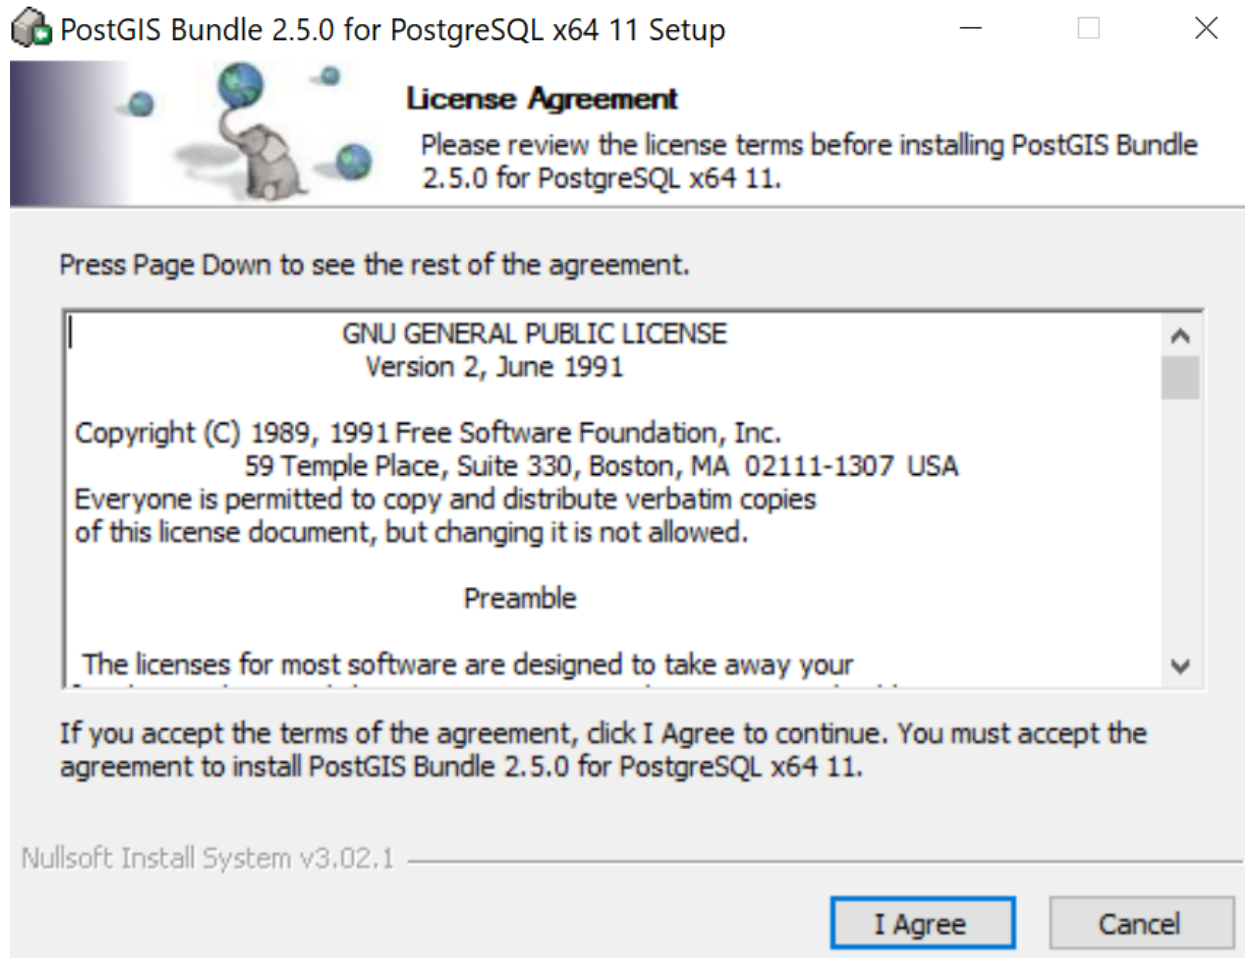 PostGIS Bundle 2.5.0 for PostgreSQL x64 11 Setup
License Agreement
Please review the license terms before installing PostGIS Bundle
2.5.0 for PostgreSQL x64 11.
Press Page Down to see the rest of the agreement.
GNU GENERAL PUBLIC LICENSE
Version 2, June 1991
Copyright (C) 1989, 1991 Free Software Foundation, Inc.
59 Temple Place, Suite 330, Boston, MA 02111-1307 USA
Everyone is permitted to copy and distribute verbatim copies
of this license document, but changing it is not allowed.
Preamble
The licenses for most software are designed to take away your
If you accept the terms of the agreement, click I Agree to continue. You must accept the
agreement to install PostGIS Bundle 2.5.0 for PostgreSQL x64 11.
Nullsoft Install System v3.02.1
I Agree
Cancel